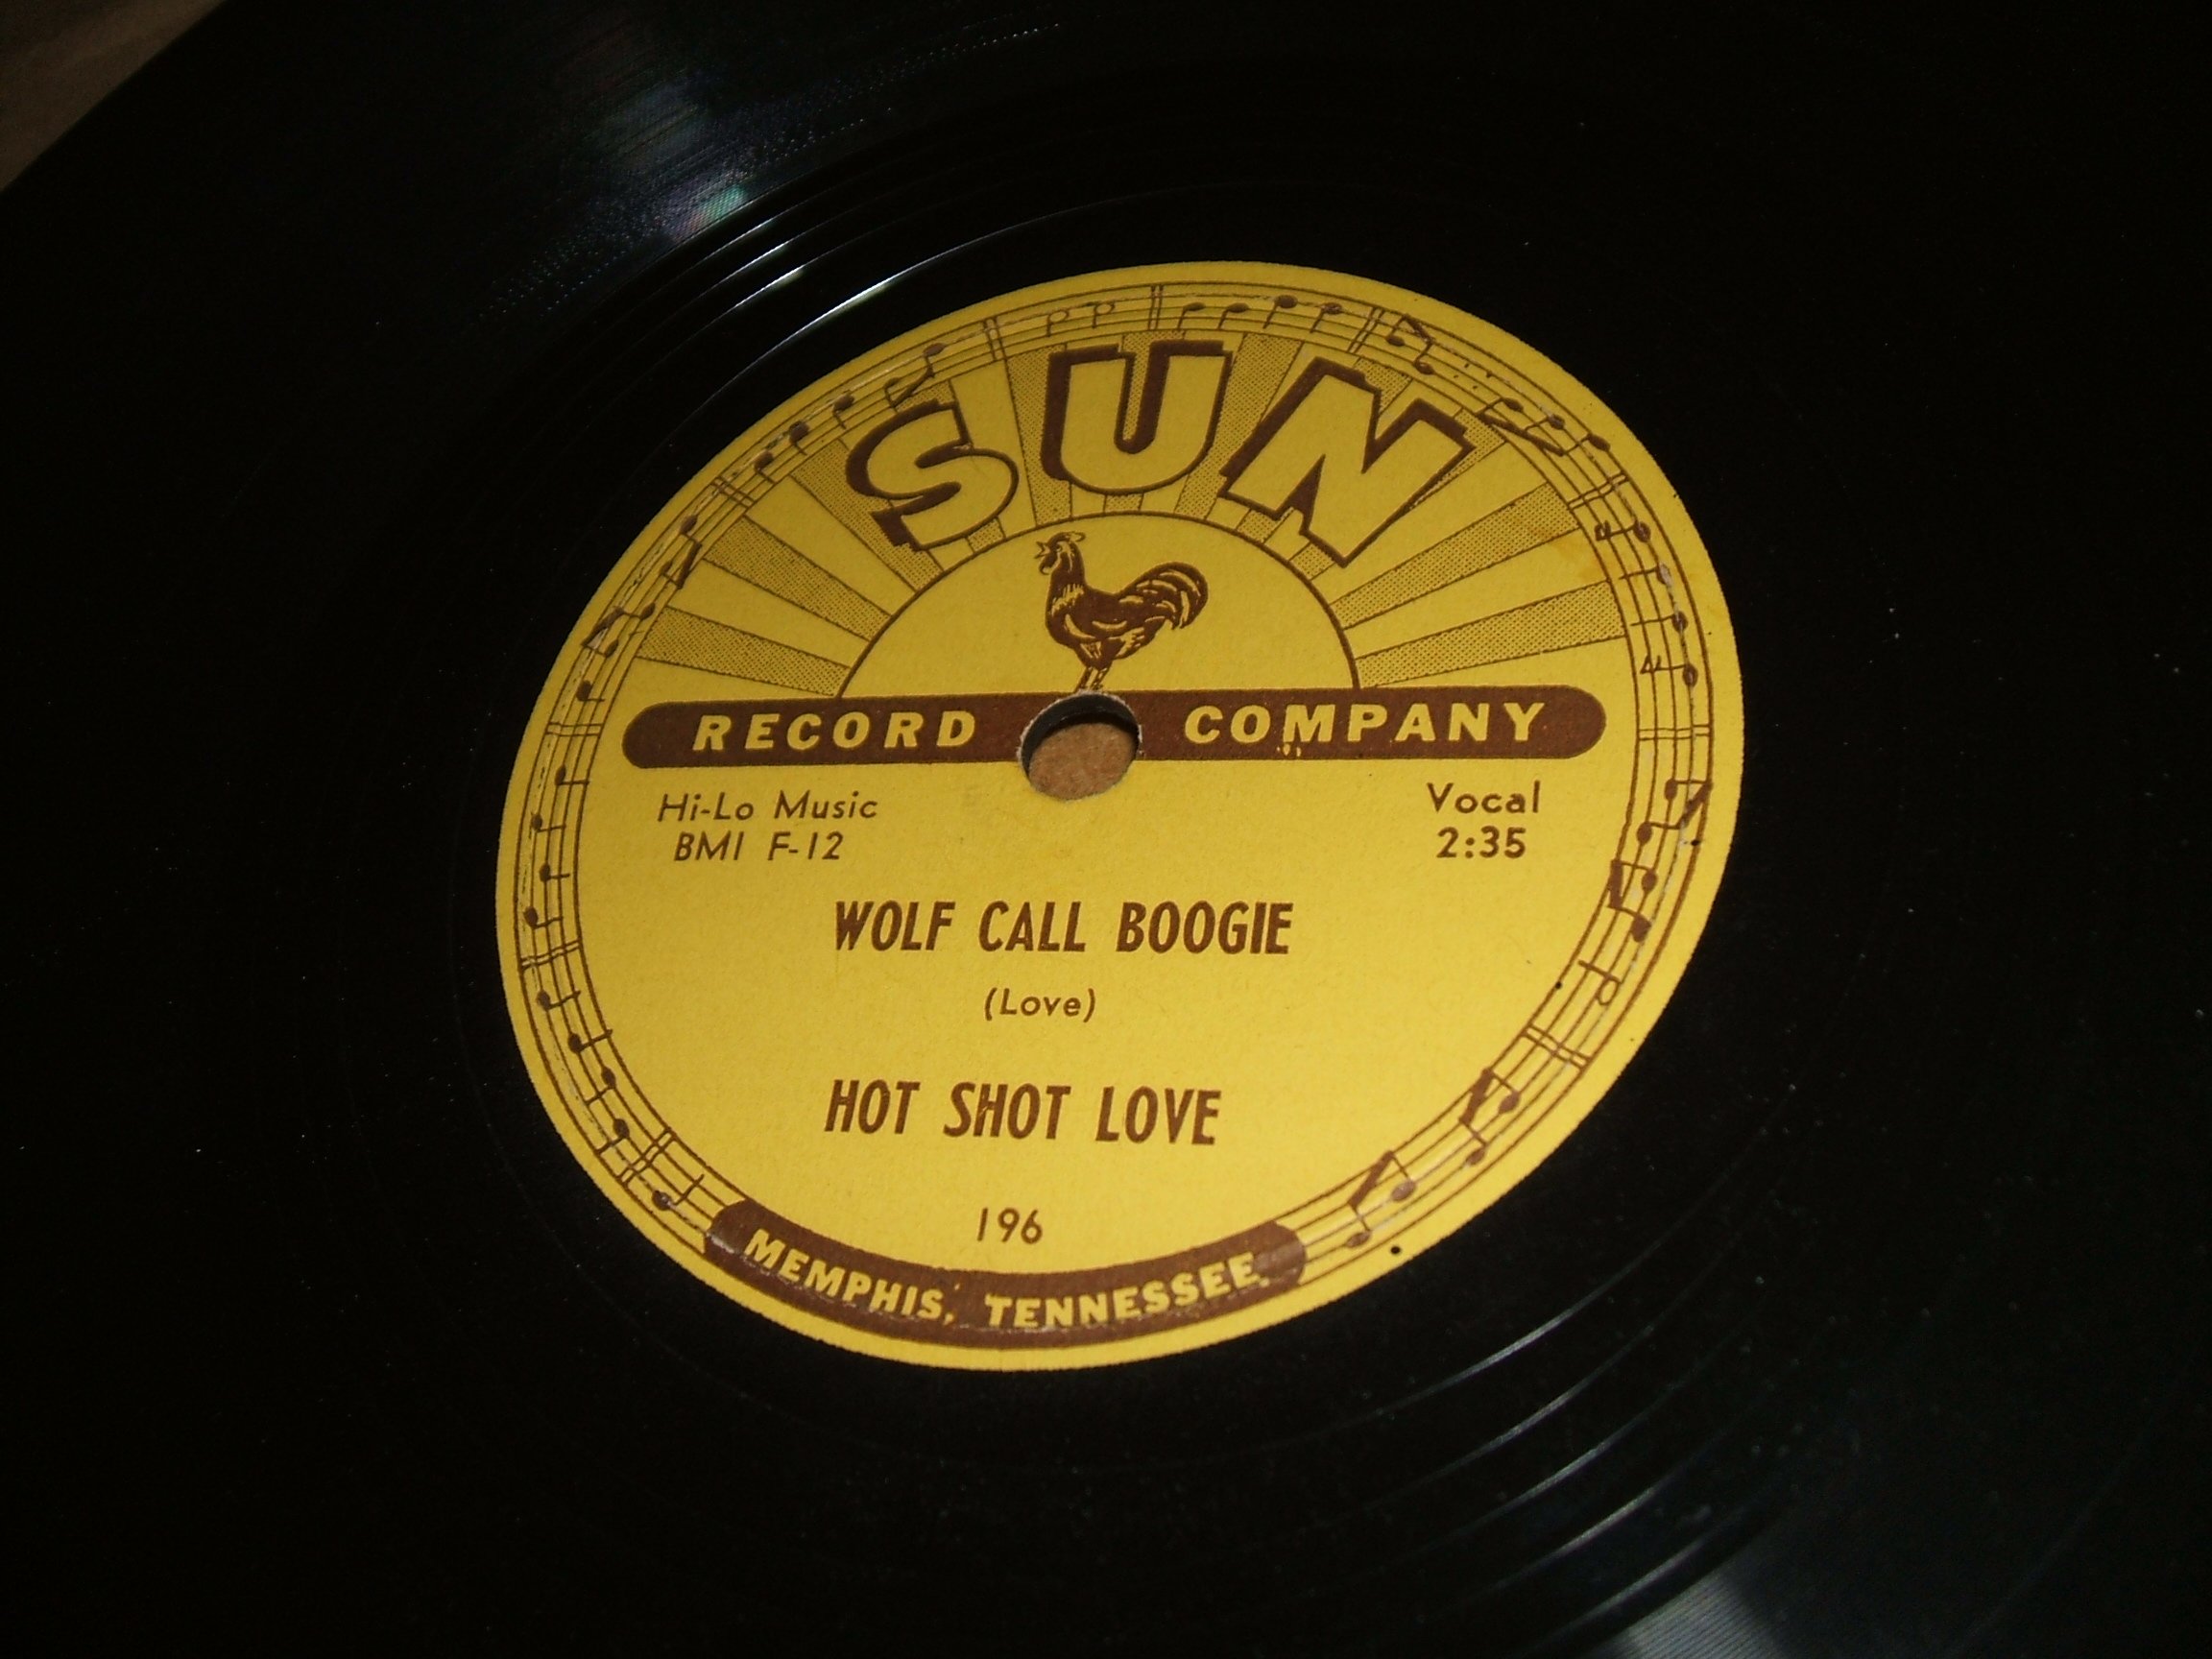 SUN
RECORD COMPANY
Hi-Lo Music
BMI F-12
Vocal
2:35
WOLF CALL BOOGIE
(Love)
HOT SHOT LOVE
196
MEMPHIS, TENNESSEE